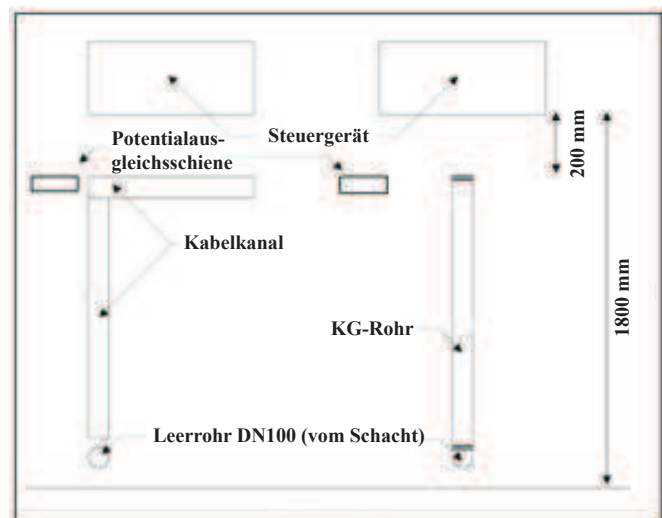 Potentialaus-
gleichsschiene
Steuergerät
200 mm
Kabelkanal
1800 mm
KG-Rohr
Leerrohr DN100 (vom Schacht)